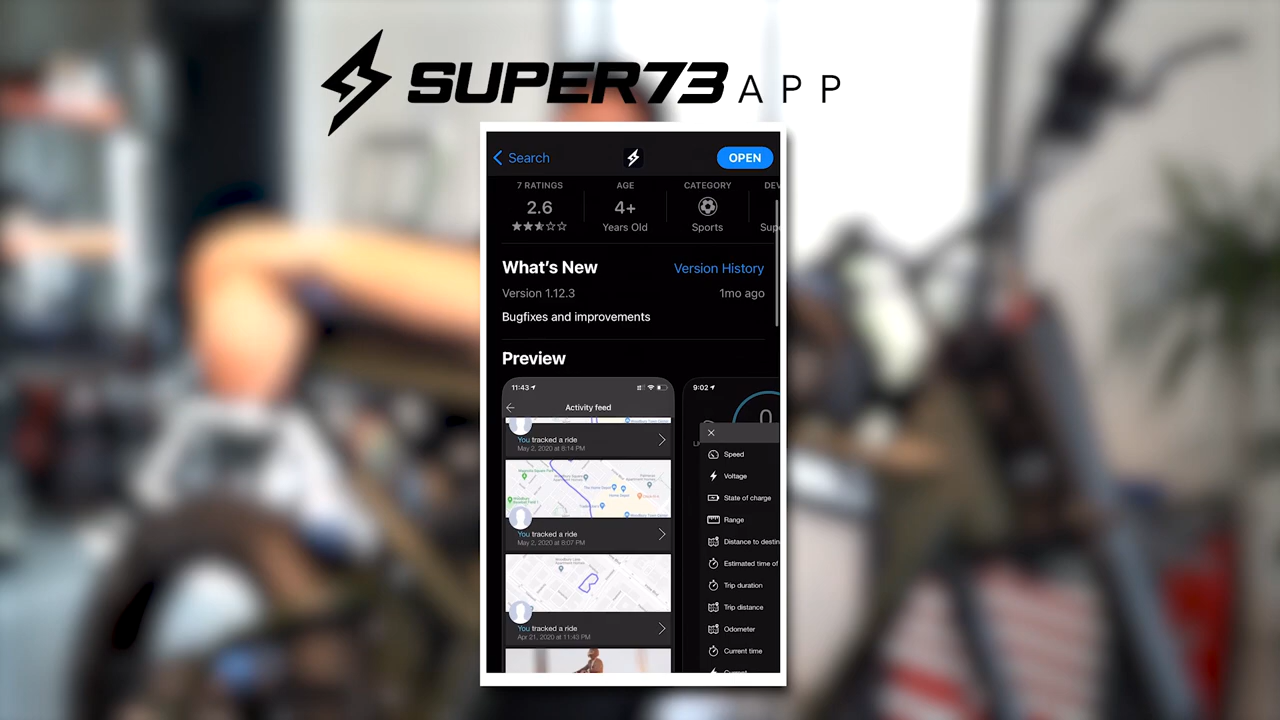 SUPER73 APP
Search
OPEN
7 RATINGS
AGE
CATEGORY
2.6
4+
Years Old
Sports
What's New
Version History
Version 1.12.3
1mo ago
Bugfixes and improvements
Preview
11:43
9:02
Activity feed
0
You tracked a ride
May 2, 2020 at 8:14 PM
Speed
Voltage
State of charge
You tracked a ride
May 2, 2020 at 8:07 PM
Range
Distance to destin
Estimated time of
Trip duration
Trip distance
You tracked a ride
Apr 21, 2020 at 11:43 PM
Odometer
Current time